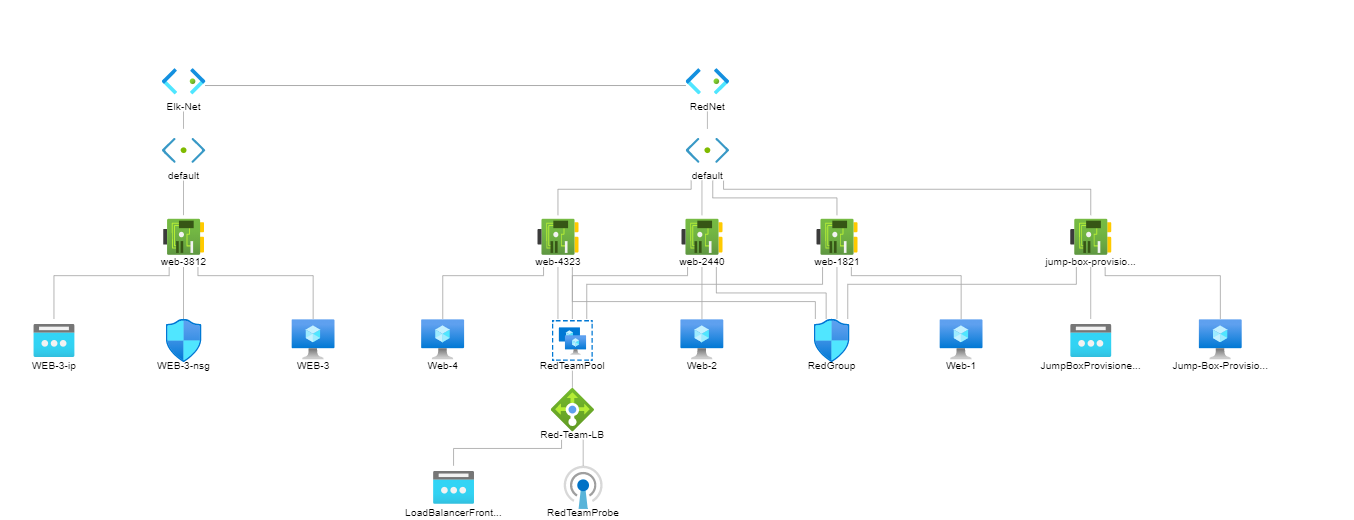 Elk-Net
RedNet
default
default
web-3812
web-4323
web-2440
web-1821
jump-box-provisio...
WEB-3-ip
WEB-3-nsg
WEB-3
Web-4
RedTeamPool
Web-2
RedGroup
Web-1
JumpBoxProvisione...
Jump-Box-Provisio...
Red-Team-LB
LoadBalancerFront...
RedTeamProbe